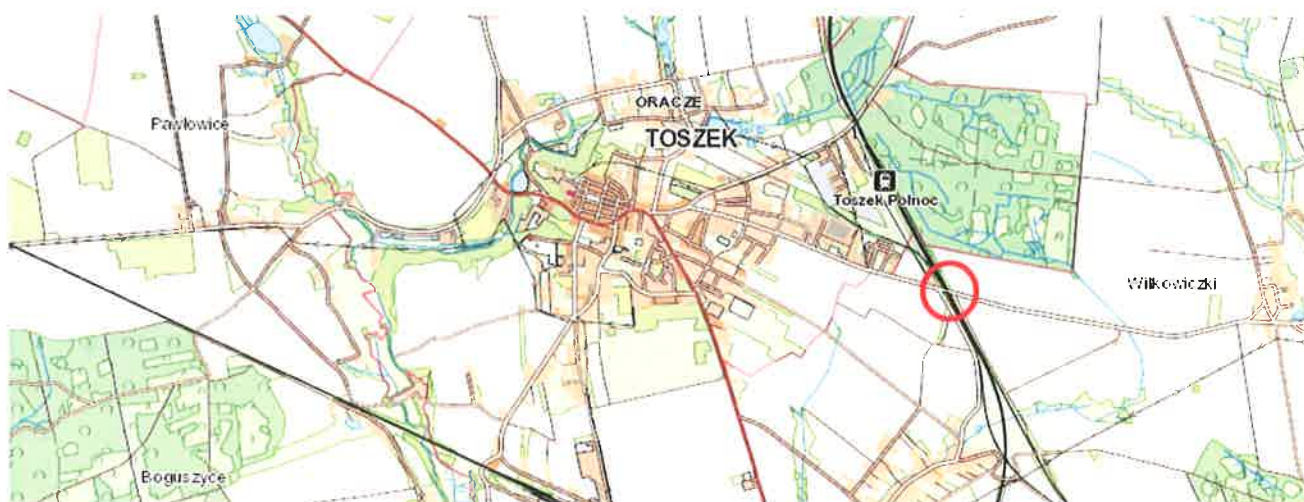 ORACZE
Pawłowice
TOSZEK
Toszek Północ
Wilkowiczki
Boguszyce